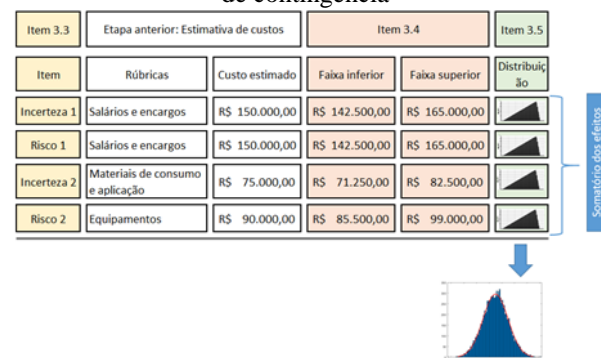 de contingência
Item 3.3
Etapa anterior: Estimativa de custos
Item 3.4
Item 3.5
Item
Rúbricas
Custo estimado
Faixa inferior
Faixa superior
Distribuiç
ão
Incerteza 1
Salários e encargos
R$ 150.000,00
R$ 142.500,00
R$ 165.000,00
Risco 1
Salários e encargos
R$ 150.000,00
R$ 142.500,00
R$ 165.000,00
Incerteza 2
Materiais de consumo
e aplicação
R$ 75.000,00
R$ 71.250,00
R$ 82.500,00
Risco 2
Equipamentos
R$ 90.000,00
R$ 85.500,00
R$ 99.000,00
Somatório dos efeitos